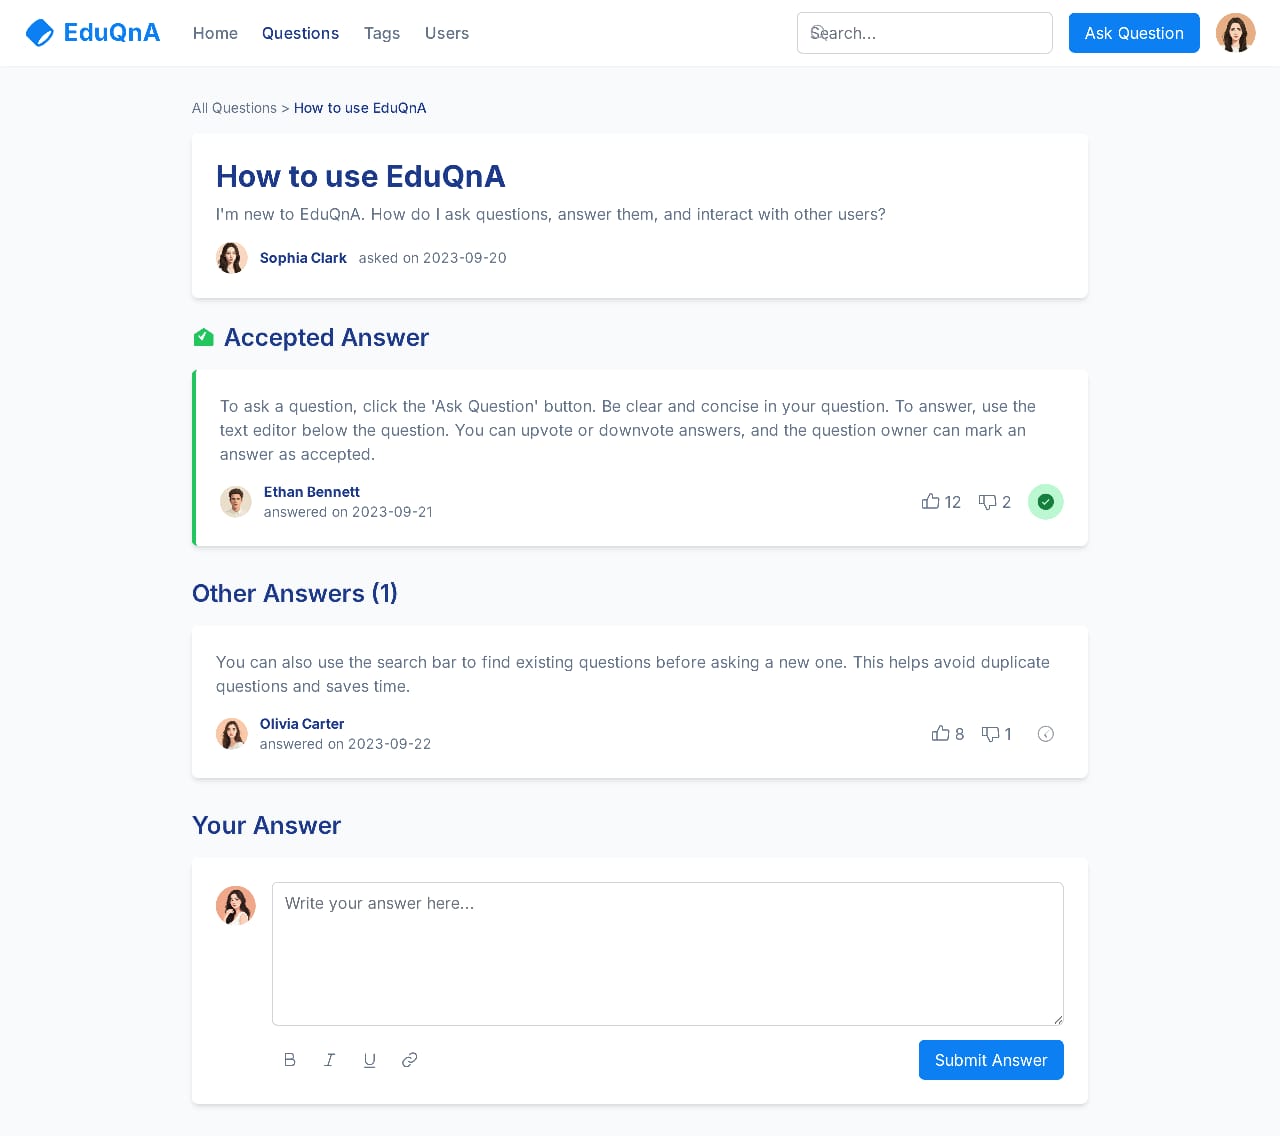 EduQnA
Home Questions Tags Users
Search...
Ask Question
All Questions > How to use EduQnA
How to use EduQnA
I'm new to EduQnA. How do I ask questions, answer them, and interact with other users?
Sophia Clark asked on 2023-09-20
Accepted Answer
To ask a question, click the 'Ask Question' button. Be clear and concise in your question. To answer, use the
text editor below the question. You can upvote or downvote answers, and the question owner can mark an
answer as accepted.
Ethan Bennett
answered on 2023-09-21
12 2
Other Answers (1)
You can also use the search bar to find existing questions before asking a new one. This helps avoid duplicate
questions and saves time.
Olivia Carter
answered on 2023-09-22
8 1
Your Answer
Write your answer here...
B I U
Submit Answer